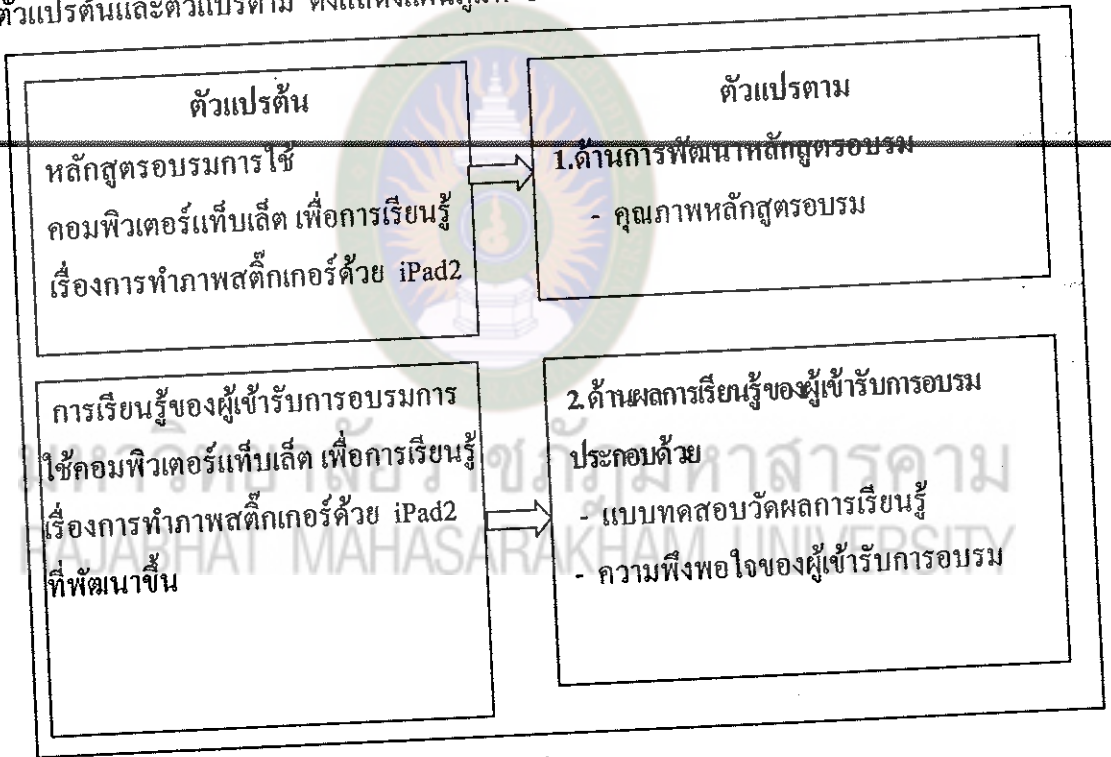 ตัวแปรต้นและตัวแปรตาม
ตัวแปรต้น
หลักสูตรอบรมการใช้
คอมพิวเตอร์แท็บเล็ต เพื่อการเรียนรู้
เรื่องการทำภาพสติ๊กเกอร์ด้วย iPad2
ตัวแปรตาม
1.ด้านการพัฒนาหลักสูตรอบรม
- คุณภาพหลักสูตรอบรม
การเรียนรู้ของผู้เข้ารับการอบรมการ
ใช้คอมพิวเตอร์แท็บเล็ต เพื่อการเรียนรู้
เรื่องการทำภาพสติ๊กเกอร์ด้วย iPad2
ที่พัฒนาขึ้น
2.ด้านผลการเรียนรู้ของผู้เข้ารับการอบรม
ประกอบด้วย
- แบบทดสอบวัดผลการเรียนรู้
- ความพึงพอใจของผู้เข้ารับการอบรม
มหาวิทยาลัยราชภัฏมหาสารคาม
RAJABHAT MAHASARAKHAM UNIVERSITY